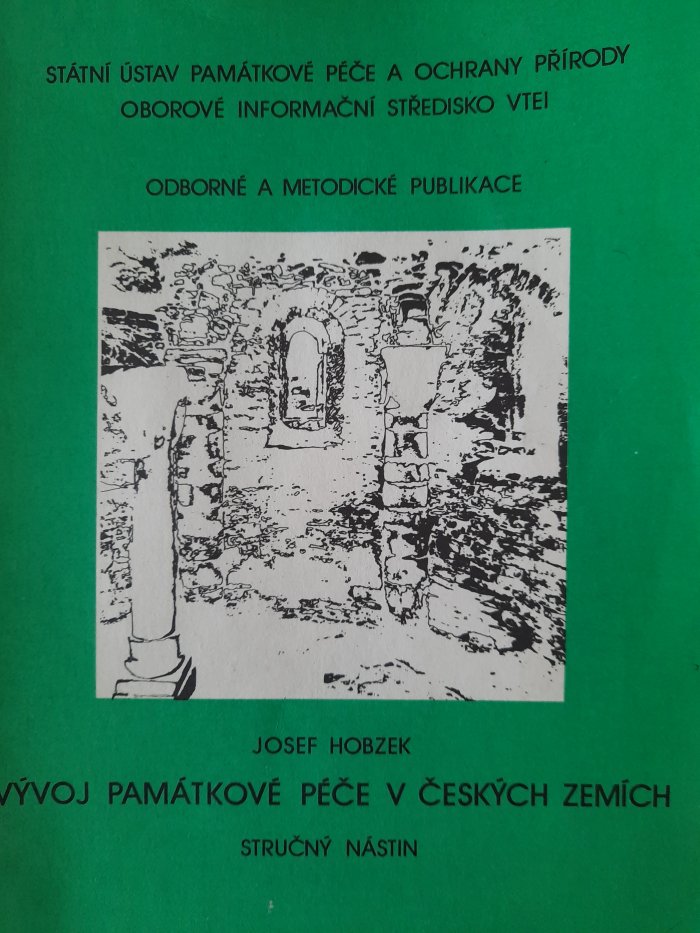 STÁTNÍ ÚSTAV PAMÁTKOVÉ PÉČE A OCHRANY PŘÍRODY
OBOROVÉ INFORMAČNÍ STŘEDISKO VTEI
ODBORNÉ A METODICKÉ PUBLIKACE
JOSEF HOBZEK
VÝVOJ PAMÁTKOVÉ PÉČE V ČESKÝCH ZEMÍCH
STRUČNÝ NÁSTIN